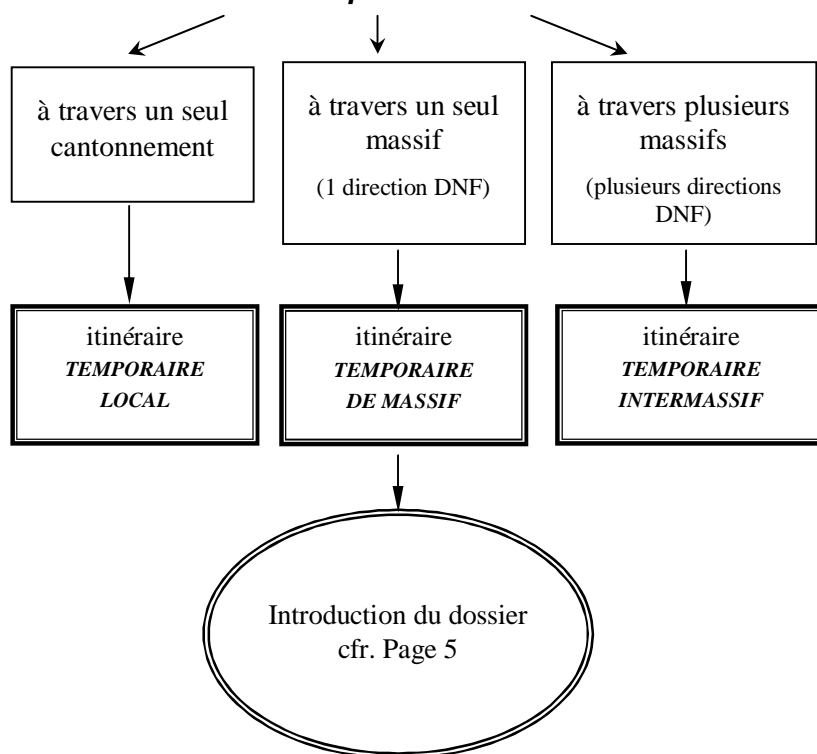 à travers un seul
cantonnement
à travers un seul
massif
(1 direction DNF)
à travers plusieurs
massifs
(plusieurs directions
DNF)
itinéraire
TEMPORAIRE
LOCAL
itinéraire
TEMPORAIRE
DE MASSIF
itinéraire
TEMPORAIRE
INTERMASSIF
Introduction du dossier
cfr. Page 5